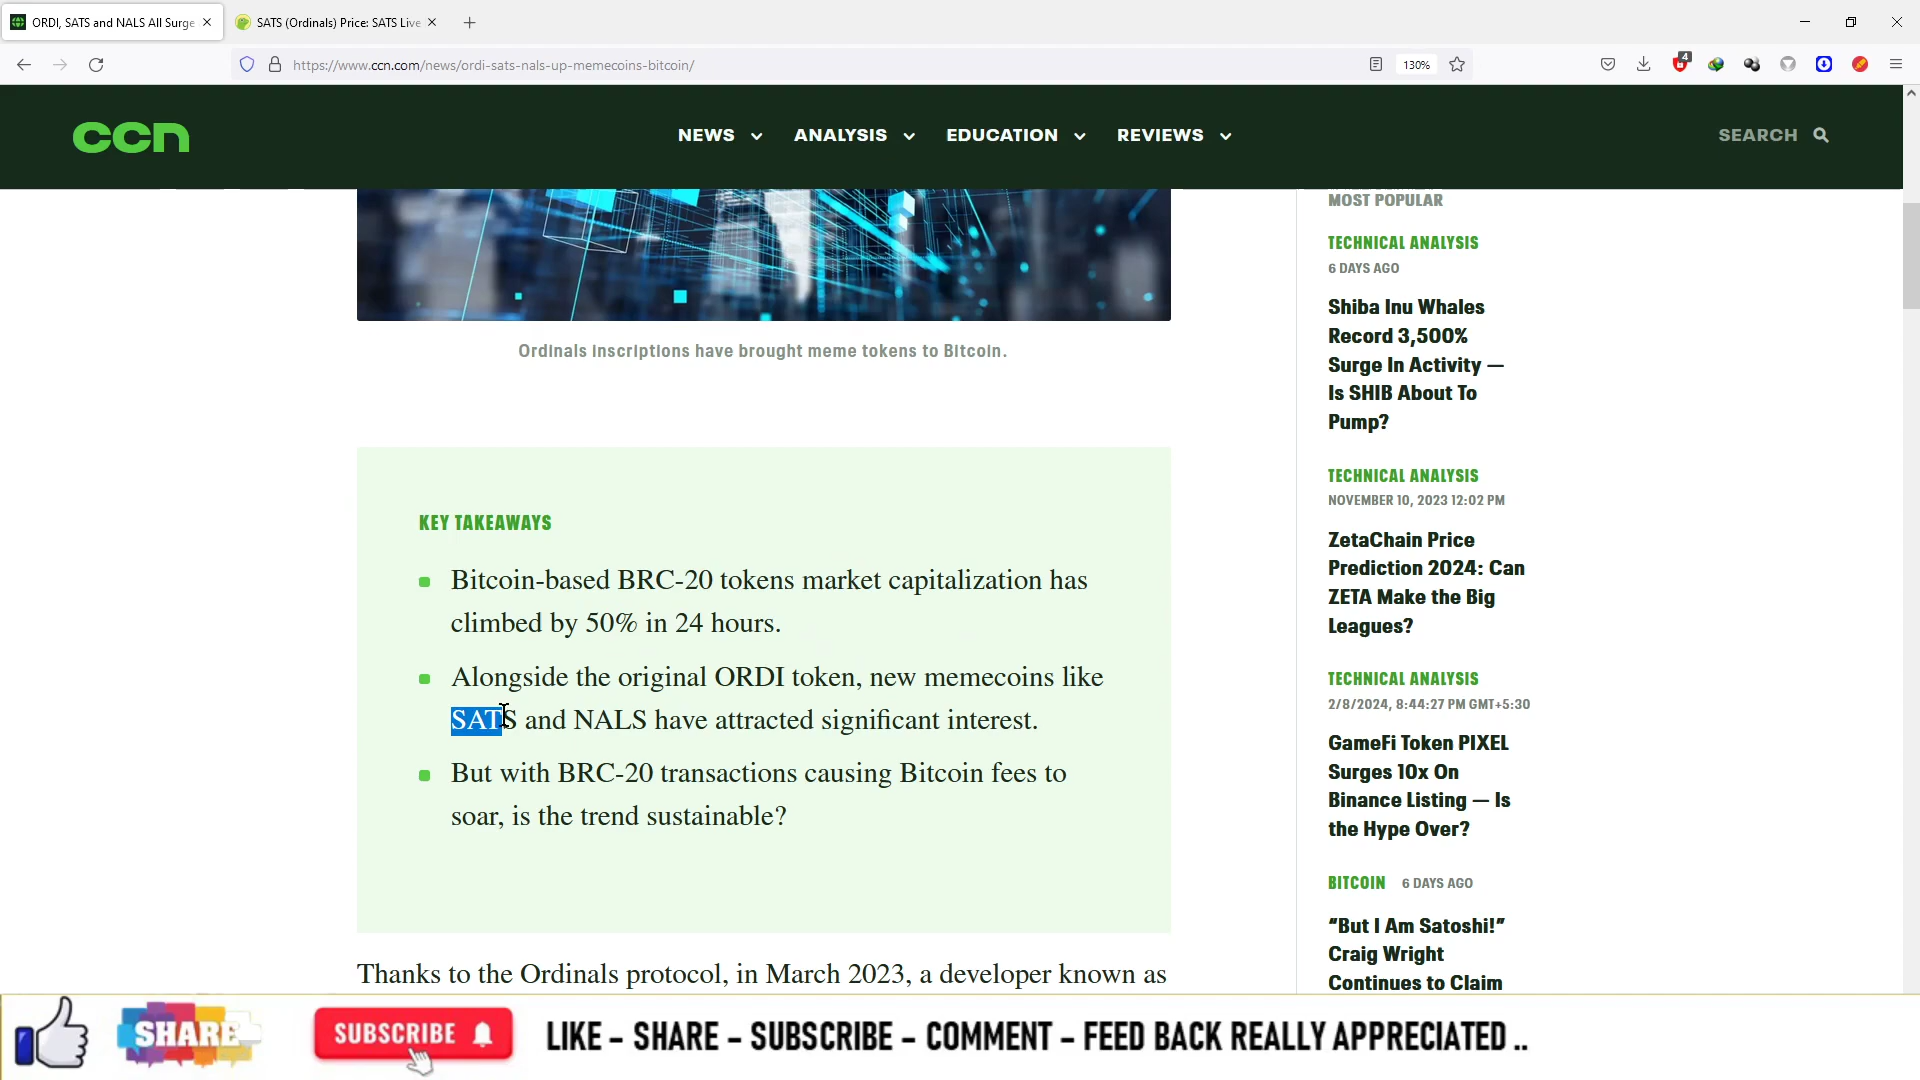 ORDI, SATS and NALS All Surge
SATS (Ordinals) Price: SATS Live
https://www.ccn.com/news/ordi-sats-nals-up-memecoins-bitcoin/
130%
4
ccn
NEWS
ANALYSIS
EDUCATION
REVIEWS
SEARCH
Ordinals inscriptions have brought meme tokens to Bitcoin.
KEY TAKEAWAYS
Bitcoin-based BRC-20 tokens market capitalization has
climbed by 50% in 24 hours.
Alongside the original ORDI token, new memecoins like
SATS and NALS have attracted significant interest.
But with BRC-20 transactions causing Bitcoin fees to
soar, is the trend sustainable?
Thanks to the Ordinals protocol, in March 2023, a developer known as
MOST POPULAR
TECHNICAL ANALYSIS
6 DAYS AGO
Shiba Inu Whales
Record 3,500%
Surge In Activity —
Is SHIB About To
Pump?
TECHNICAL ANALYSIS
NOVEMBER 10, 2023 12:02 PM
ZetaChain Price
Prediction 2024: Can
ZETA Make the Big
Leagues?
TECHNICAL ANALYSIS
2/8/2024, 8:44:27 PM GMT+5:30
GameFi Token PIXEL
Surges 10x On
Binance Listing — Is
the Hype Over?
BITCOIN 6 DAYS AGO
“But I Am Satoshi!”
Craig Wright
Continues to Claim
SHARE
SUBSCRIBE
LIKE – SHARE – SUBSCRIBE – COMMENT – FEED BACK REALLY APPRECIATED ..